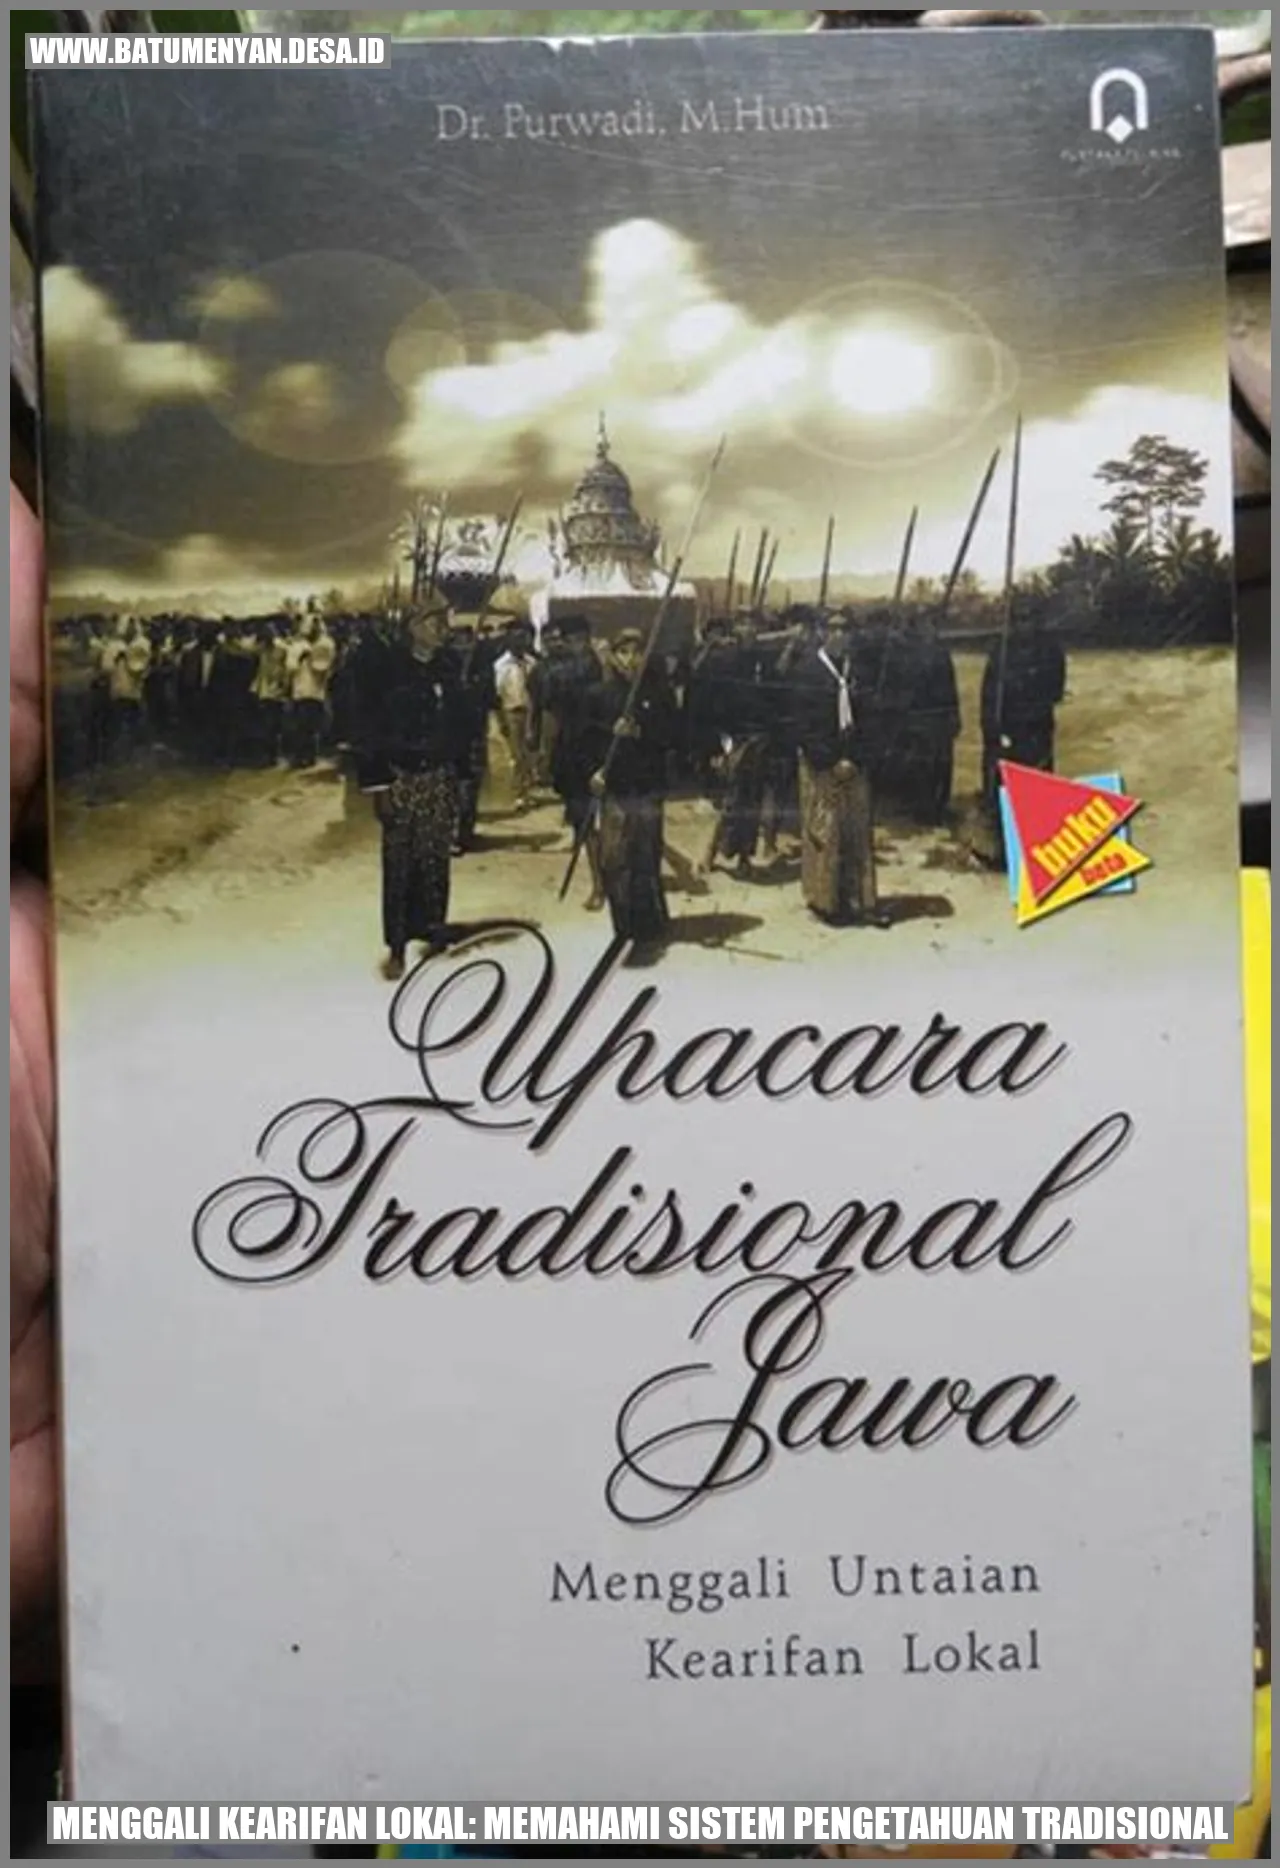 WWW.BATUMENYAN.DESA.ID
Dr. Purwadi, M.Hum
buku
beta
Upacara
Tradisional
Jawa
Menggali Untaian
Kearifan Lokal
MENGGALI KEARIFAN LOKAL: MEMAHAMI SISTEM PENGETAHUAN TRADISIONAL